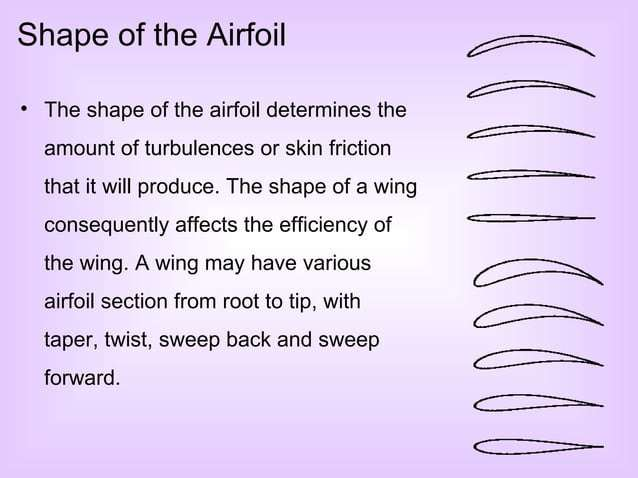 Shape of the Airfoil
• The shape of the airfoil determines the
amount of turbulences or skin friction
that it will produce. The shape of a wing
consequently affects the efficiency of
the wing. A wing may have various
airfoil section from root to tip, with
taper, twist, sweep back and sweep
forward.